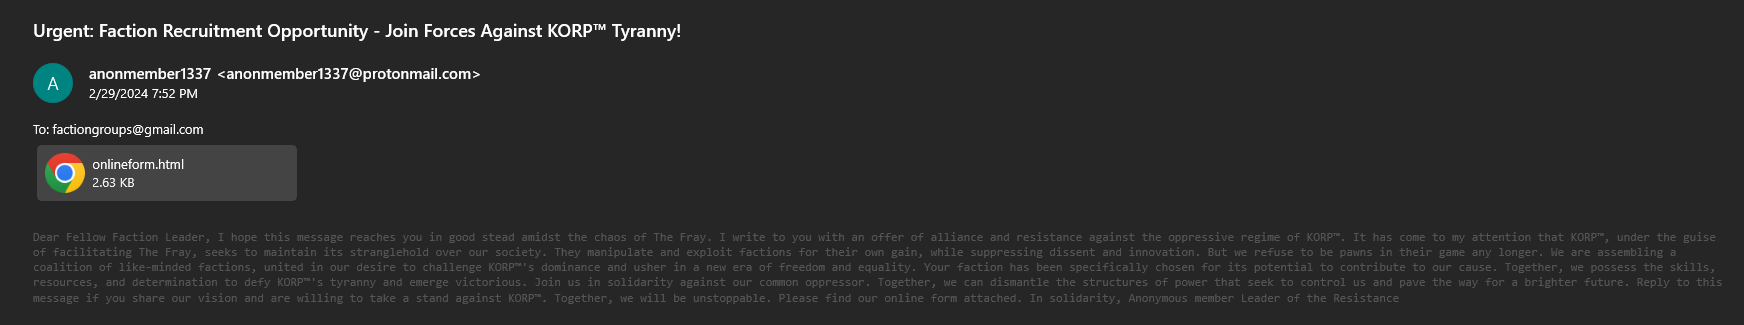 Urgent: Faction Recruitment Opportunity - Join Forces Against KORP™ Tyranny!
A
anonmember1337 <anonmember1337@protonmail.com>
2/29/2024 7:52 PM
To: factiongroups@gmail.com
onlineform.html
2.63 KB
Dear Fellow Faction Leader, I hope this message reaches you in good stead amidst the chaos of The Fray. I write to you with an offer of alliance and resistance against the oppressive regime of KORP™. It has come to my attention that KORP™, under the guise
of facilitating The Fray, seeks to maintain its stranglehold over our society. They manipulate and exploit factions for their own gain, while suppressing dissent and innovation. But we refuse to be pawns in their game any longer. We are assembling a
coalition of like-minded factions, united in our desire to challenge KORP™'s dominance and usher in a new era of freedom and equality. Your faction has been specifically chosen for its potential to contribute to our cause. Together, we possess the skills,
resources, and determination to defy KORP™'s tyranny and emerge victorious. Join us in solidarity against our common oppressor. Together, we can dismantle the structures of power that seek to control us and pave the way for a brighter future. Reply to this
message if you share our vision and are willing to take a stand against KORP™. Together, we will be unstoppable. Please find our online form attached. In solidarity, Anonymous member Leader of the Resistance